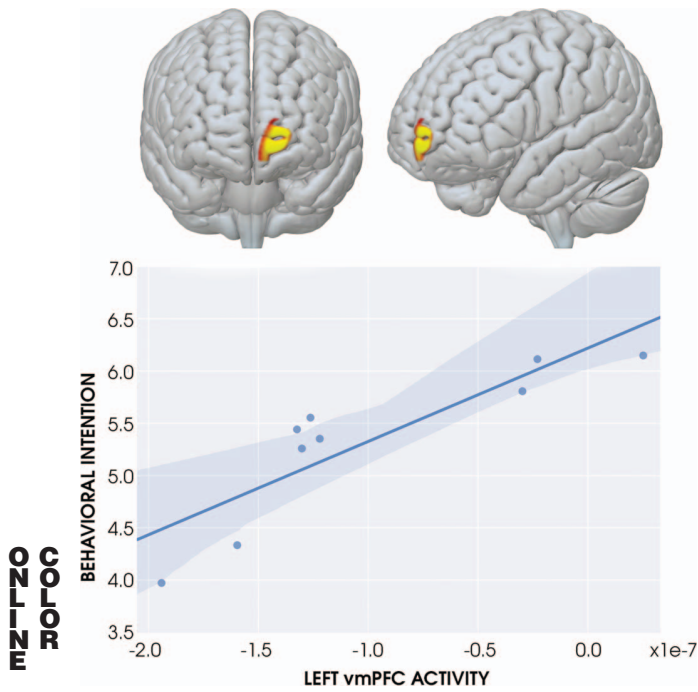 7.0
6.5
6.0
5.5
5.0
4.5
4.0
3.5
BEHAVIORAL INTENTION
-2.0 -1.5 -1.0 -0.5 0.0 x1e-7
LEFT vmPFC ACTIVITY
ONLINE
COLOR